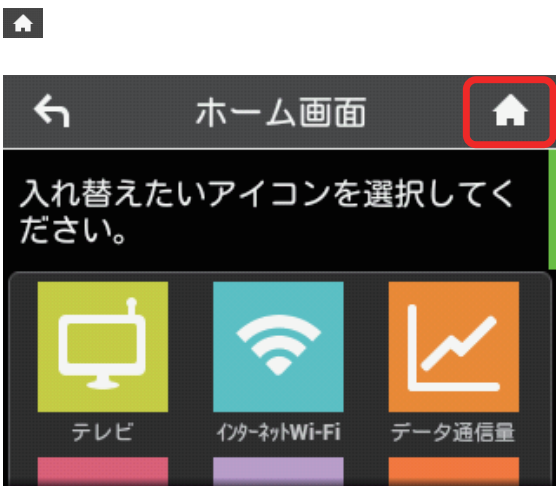 ホーム画面
入れ替えたいアイコンを選択してく
ださい。
テレビ
インターネットWi-Fi
データ通信量